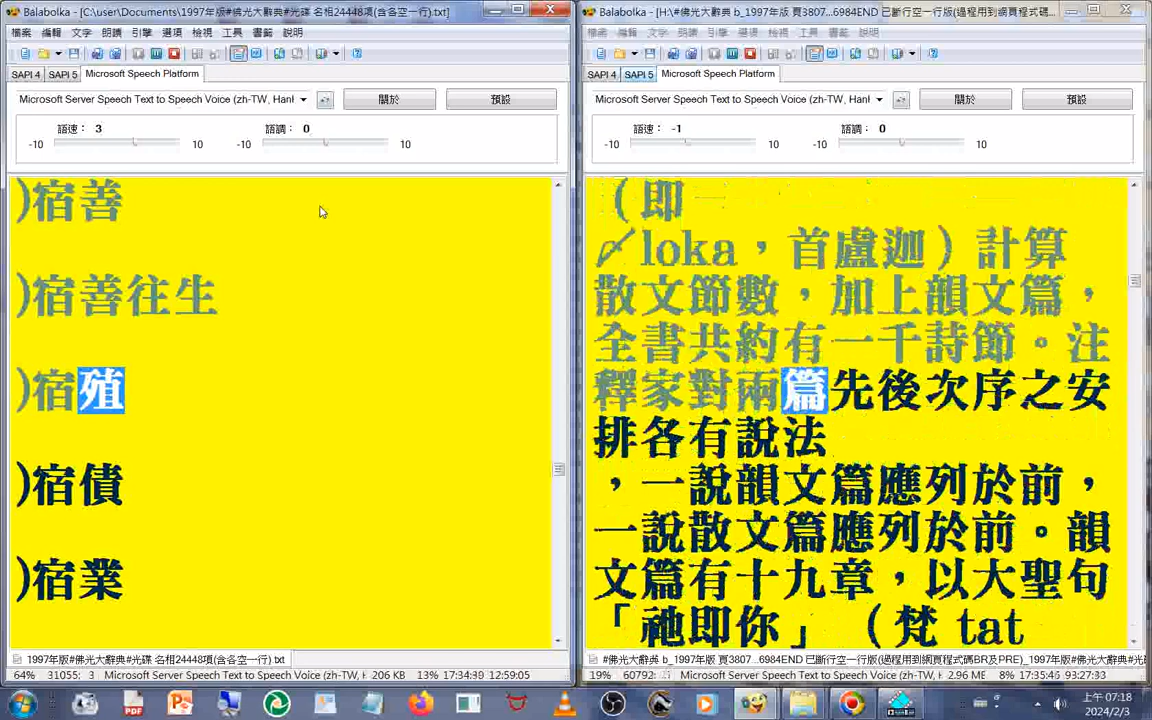 Balabolka - [C:\user\Documents\1997年版#佛光大辭典#光碟 名相24448項(含各空一行).txt]
檔案 編輯 文字 朗讀 引擎 選項 檢視 工具 書籤 說明
SAPI 4 SAPI 5 Microsoft Speech Platform
Microsoft Server Speech Text to Speech Voice (zh-TW, Han 關於 預設
語速： 3 語調： 0
-10 10 -10 10
)宿善
)宿善往生
)宿殖
)宿債
)宿業
1997年版#佛光大辭典#光碟 名相24448項(含各空一行).txt
64% 31055: 3 Microsoft Server Speech Text to Speech Voice (zh-TW, H 206 KB 13% 17:34:39 12:59:05
Balabolka - [H:\#佛光大辭典 b_1997年版 頁3807...6984END 已斷行空一行版(過程用到網頁程式碼
檔案 編輯 文字 朗讀 引擎 選項 檢視 工具 書籤 說明
SAPI 4 SAPI 5 Microsoft Speech Platform
Microsoft Server Speech Text to Speech Voice (zh-TW, Han 關於 預設
語速： -1 語調： 0
-10 10 -10 10
（即
loka，首盧迦）計算
散文節數，加上韻文篇，
全書共約有一千詩節。注
釋家對兩篇先後次序之安
排各有說法
，一說韻文篇應列於前，
一說散文篇應列於前。韻
文篇有十九章，以大聖句
「祂即你」（梵 tat
#佛光大辭典 b_1997年版 頁3807...6984END 已斷行空一行版(過程用到網頁程式碼BR及PRE)_1997年版#
19% 60792: Microsoft Server Speech Text to Speech Voice (zh-TW, H 2.96 ME 8% 17:35:45 93:27:33
上午 07:18
2024/2/3